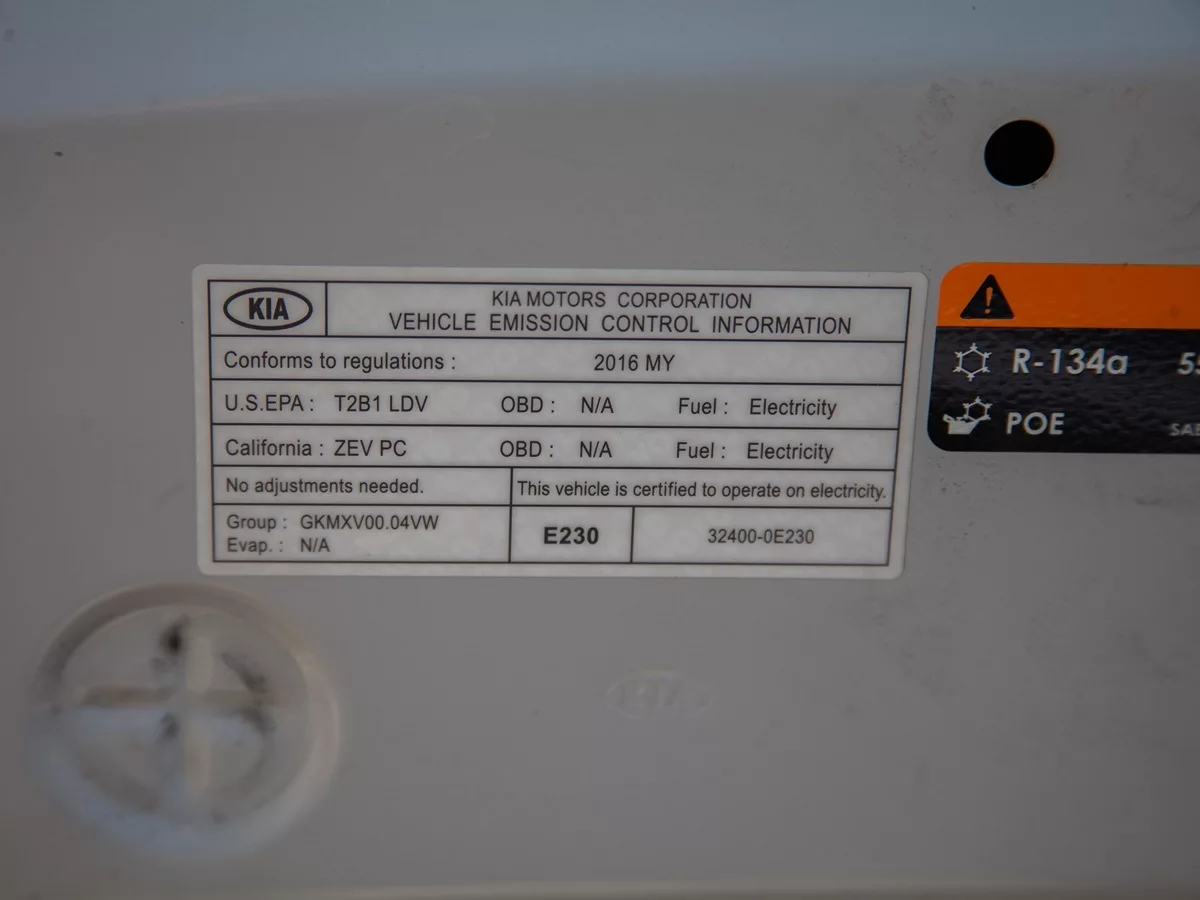 KIA
KIA MOTORS CORPORATION
VEHICLE EMISSION CONTROL INFORMATION
Conforms to regulations : 2016 MY
U.S.EPA : T2B1 LDV OBD : N/A Fuel : Electricity
California : ZEV PC OBD : N/A Fuel : Electricity
No adjustments needed. This vehicle is certified to operate on electricity.
Group : GKMXV00.04VW
Evap. : N/A
E230 32400-0E230
R-134a 55
POE